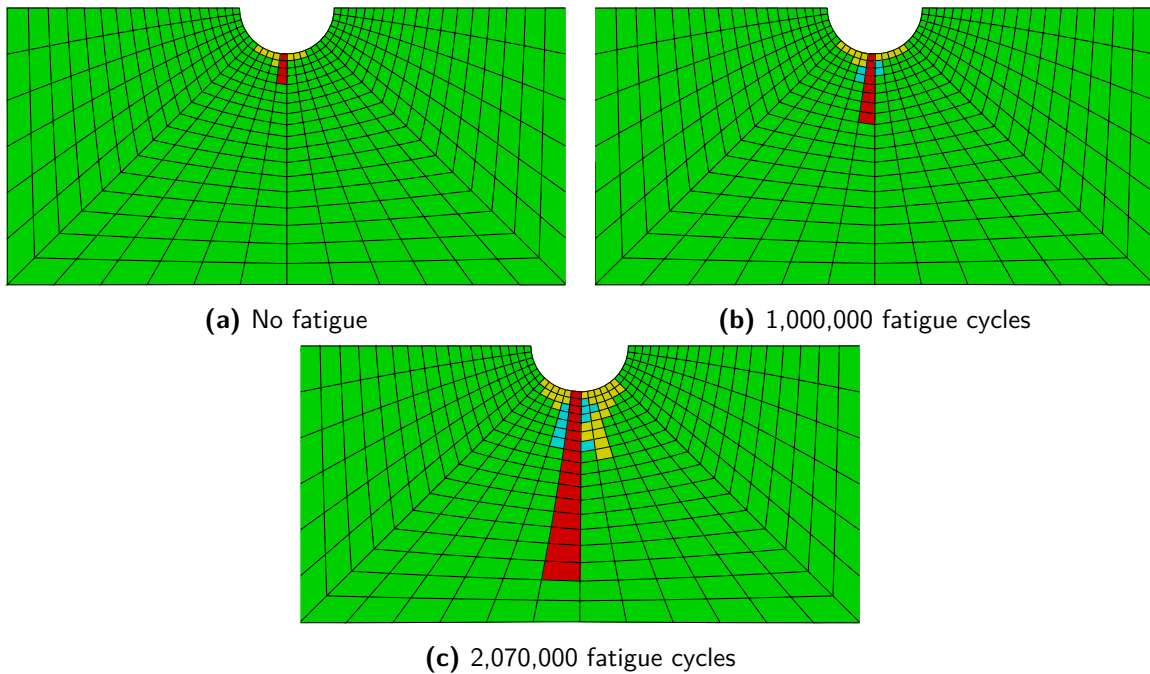 (a) No fatigue
(b) 1,000,000 fatigue cycles
(c) 2,070,000 fatigue cycles